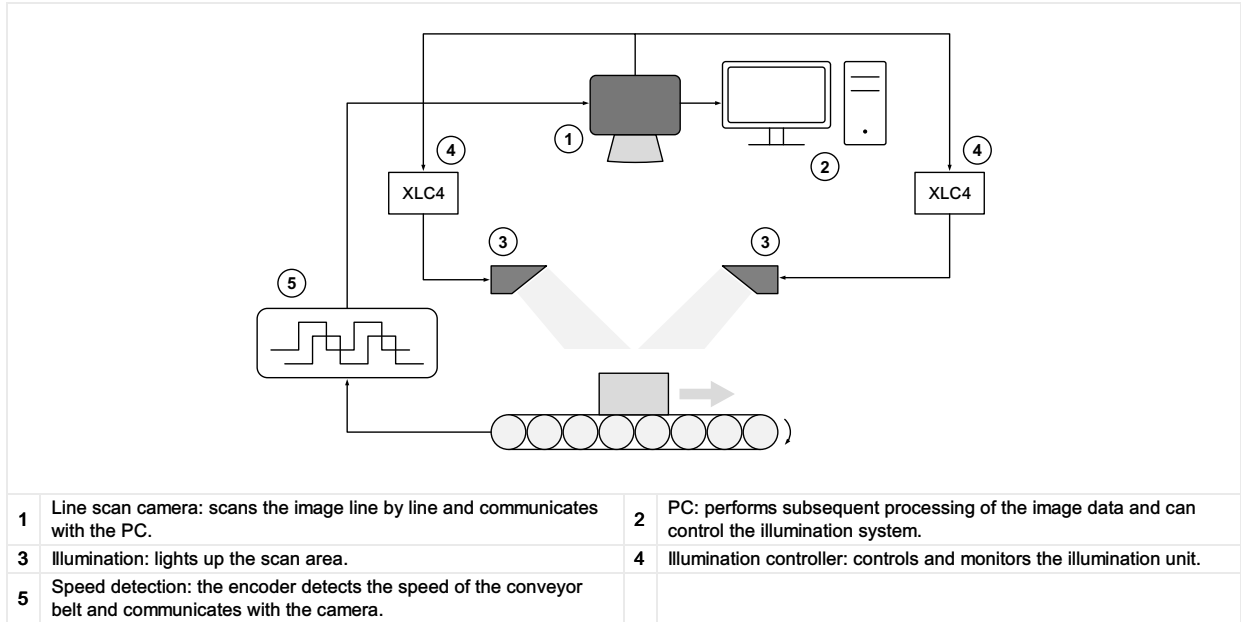 1
2
4
XLC4
4
XLC4
3
3
5
1 Line scan camera: scans the image line by line and communicates
with the PC.
2 PC: performs subsequent processing of the image data and can
control the illumination system.
3 Illumination: lights up the scan area.
4 Illumination controller: controls and monitors the illumination unit.
5 Speed detection: the encoder detects the speed of the conveyor
belt and communicates with the camera.